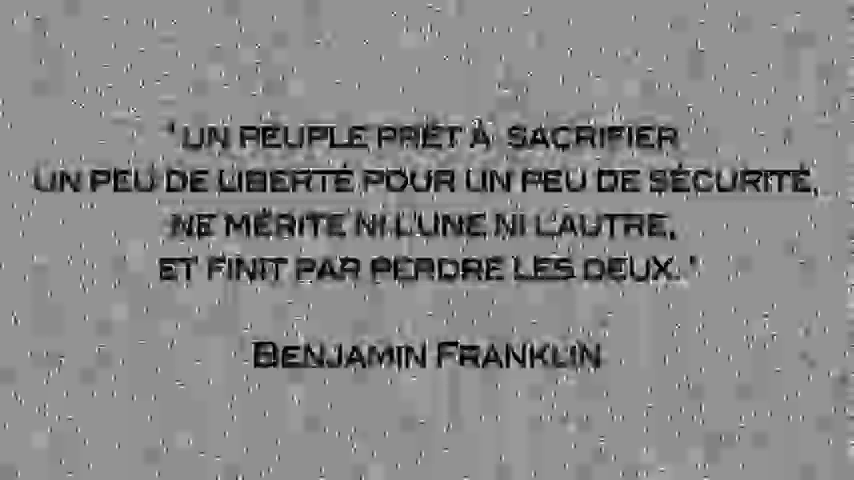 "UN PEUPLE PRÊT À SACRIFIER
UN PEU DE LIBERTÉ POUR UN PEU DE SÉCURITÉ,
NE MÉRITE NI L'UNE NI L'AUTRE,
ET FINIT PAR PERDRE LES DEUX."
BENJAMIN FRANKLIN